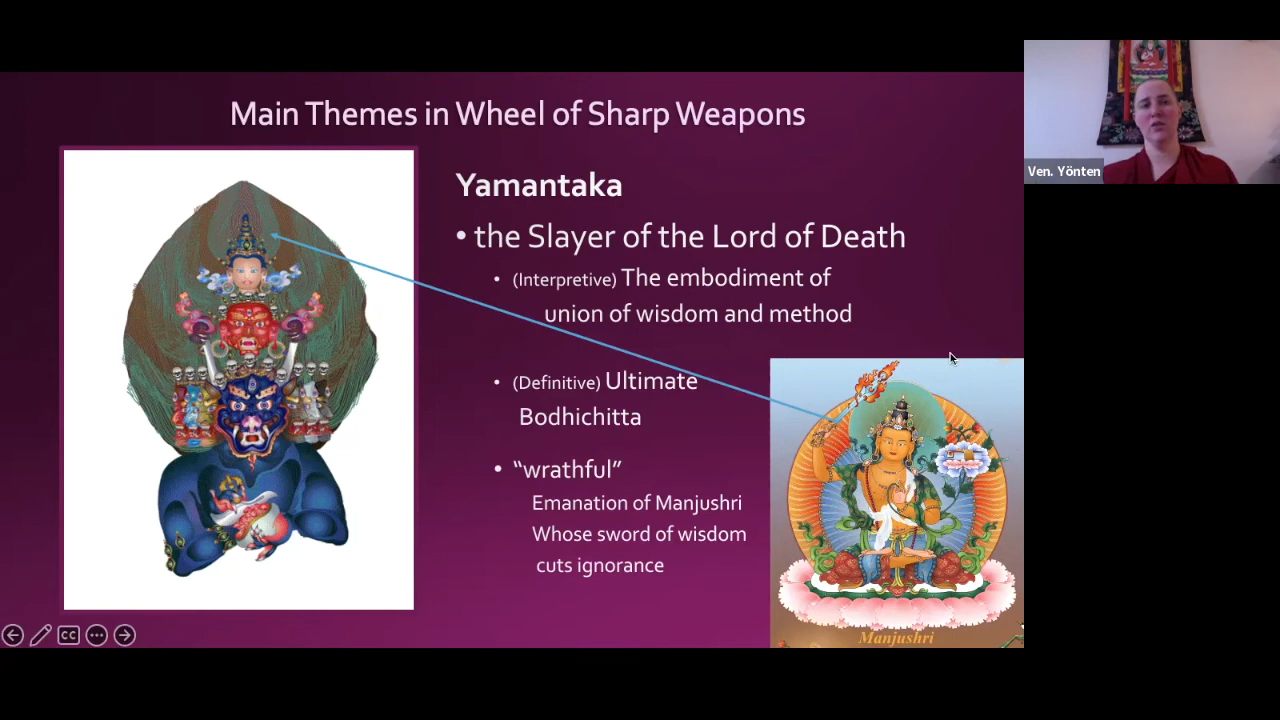 Main Themes in Wheel of Sharp Weapons
Yamantaka
• the Slayer of the Lord of Death
• (Interpretive) The embodiment of
union of wisdom and method
• (Definitive) Ultimate
Bodhichitta
• “wrathful”
Emanation of Manjushri
Whose sword of wisdom
cuts ignorance
Manjushri
CC
Ven. Yönten